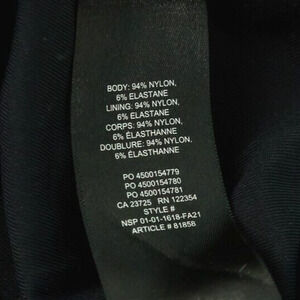 BODY: 94% NYLON,
6% ELASTANE
LINING: 94% NYLON,
6% ELASTANE
CORPS: 94% NYLON,
6% ÉLASTHANNE
DOUBLURE: 94% NYLON,
6% ÉLASTHANNE
PO 4500154779
PO 4500154780
PO 4500154781
CA 23725 RN 122354
STYLE #
NSP 01-01-1618-FA21
ARTICLE # 81858